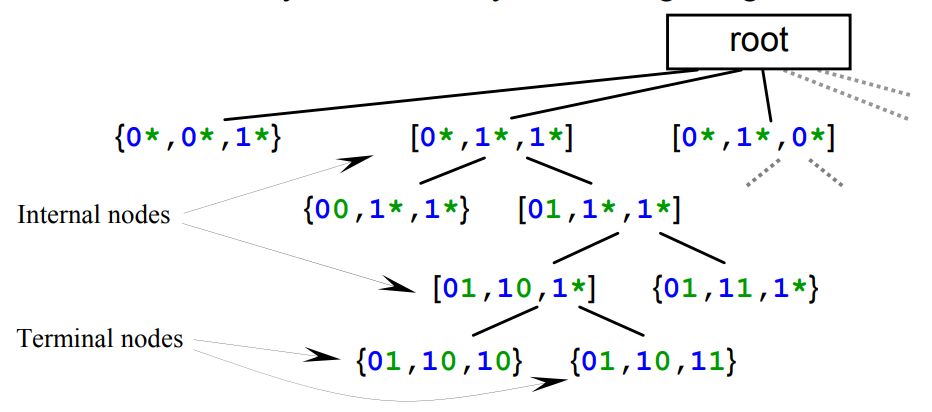 root
{0*,0*,1*} [0*,1*,1*] [0*,1*,0*]
Internal nodes {00,1*,1*} [01,1*,1*]
[01,10,1*] {01,11,1*}
Terminal nodes {01,10,10} {01,10,11}